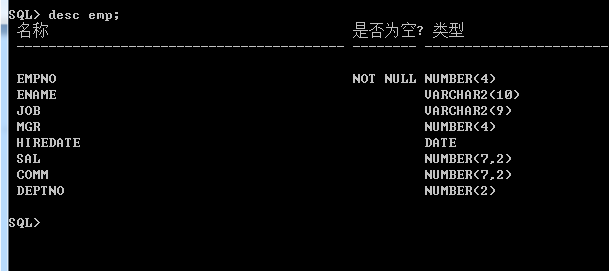 SQL> desc emp;
名称 是否为空? 类型
----------------------------------------- -------- ----------------------
EMPNO NOT NULL NUMBER(4)
ENAME VARCHAR2(10)
JOB VARCHAR2(9)
MGR NUMBER(4)
HIREDATE DATE
SAL NUMBER(7,2)
COMM NUMBER(7,2)
DEPTNO NUMBER(2)
SQL>